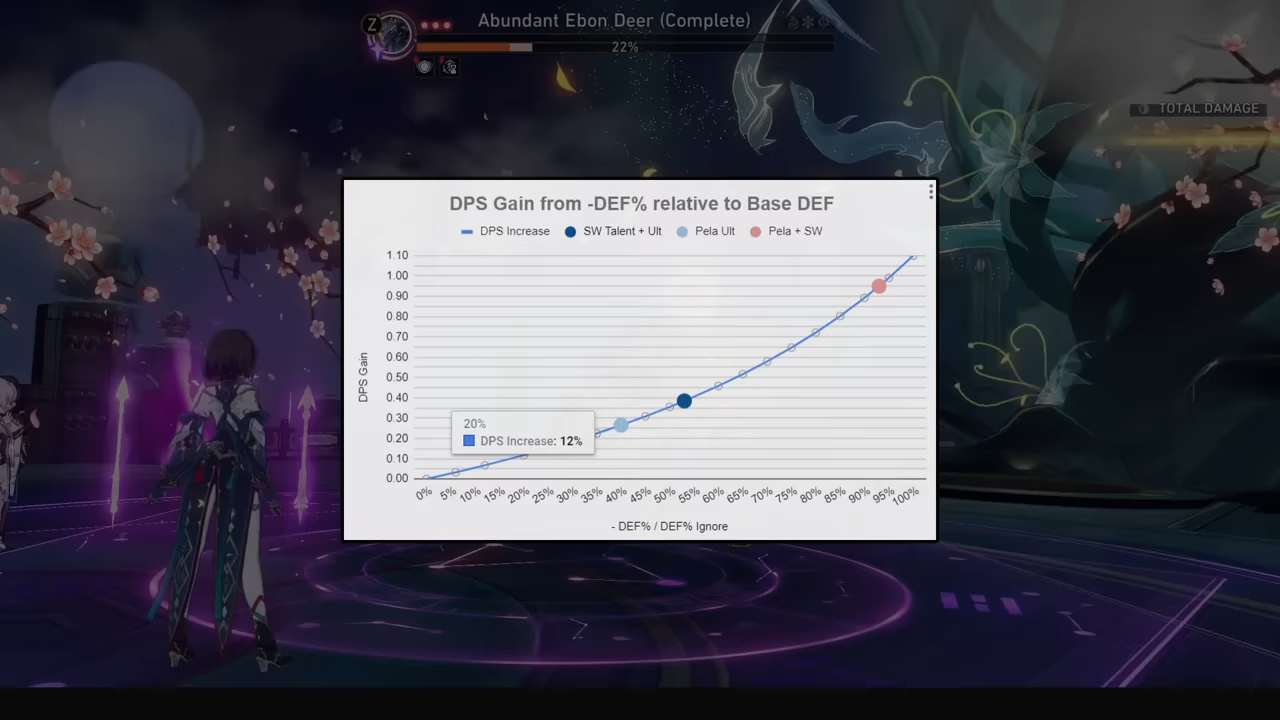 Z
Abundant Ebon Deer (Complete)
22%
TOTAL DAMAGE
DPS Gain from -DEF% relative to Base DEF
DPS Increase
SW Talent + Ult
Pela Ult
Pela + SW
1.10
1.00
0.90
0.80
0.70
0.60
0.50
0.40
0.30
0.20
0.10
0.00
DPS Gain
20%
DPS Increase: 12%
0% 5% 10% 15% 20% 25% 30% 35% 40% 45% 50% 55% 60% 65% 70% 75% 80% 85% 90% 95% 100%
- DEF% / DEF% Ignore